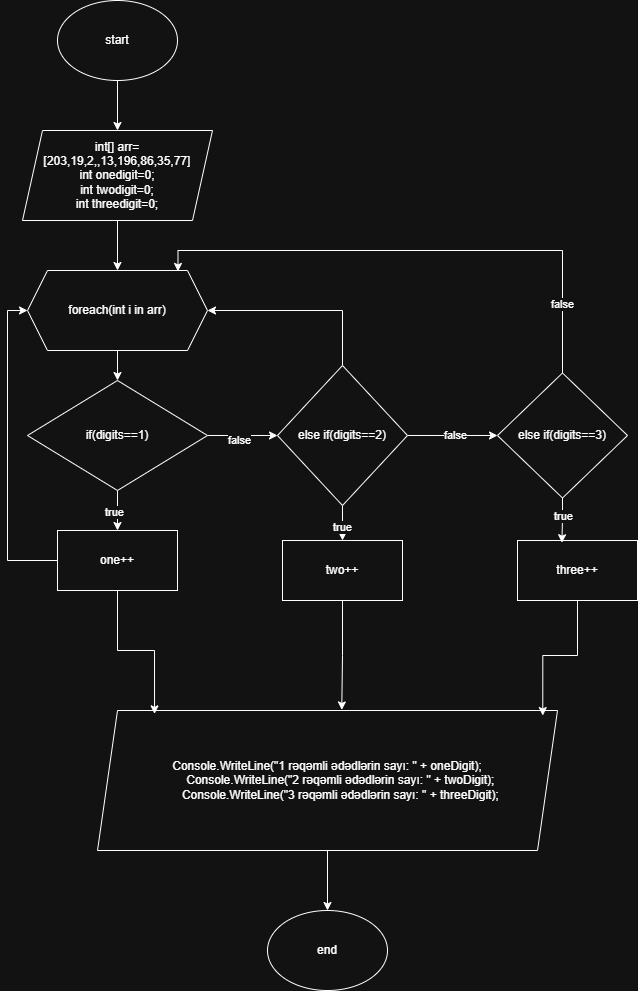 start
int[] arr=
[203,19,2,,13,196,86,35,77]
int onedigit=0;
int twodigit=0;
int threedigit=0;
foreach(int i in arr)
false
if(digits==1)
false
else if(digits==2)
false
else if(digits==3)
true
true
true
one++
two++
three++
Console.WriteLine("1 rəqəmli ədədlərin sayı: " + oneDigit);
Console.WriteLine("2 rəqəmli ədədlərin sayı: " + twoDigit);
Console.WriteLine("3 rəqəmli ədədlərin sayı: " + threeDigit);
end